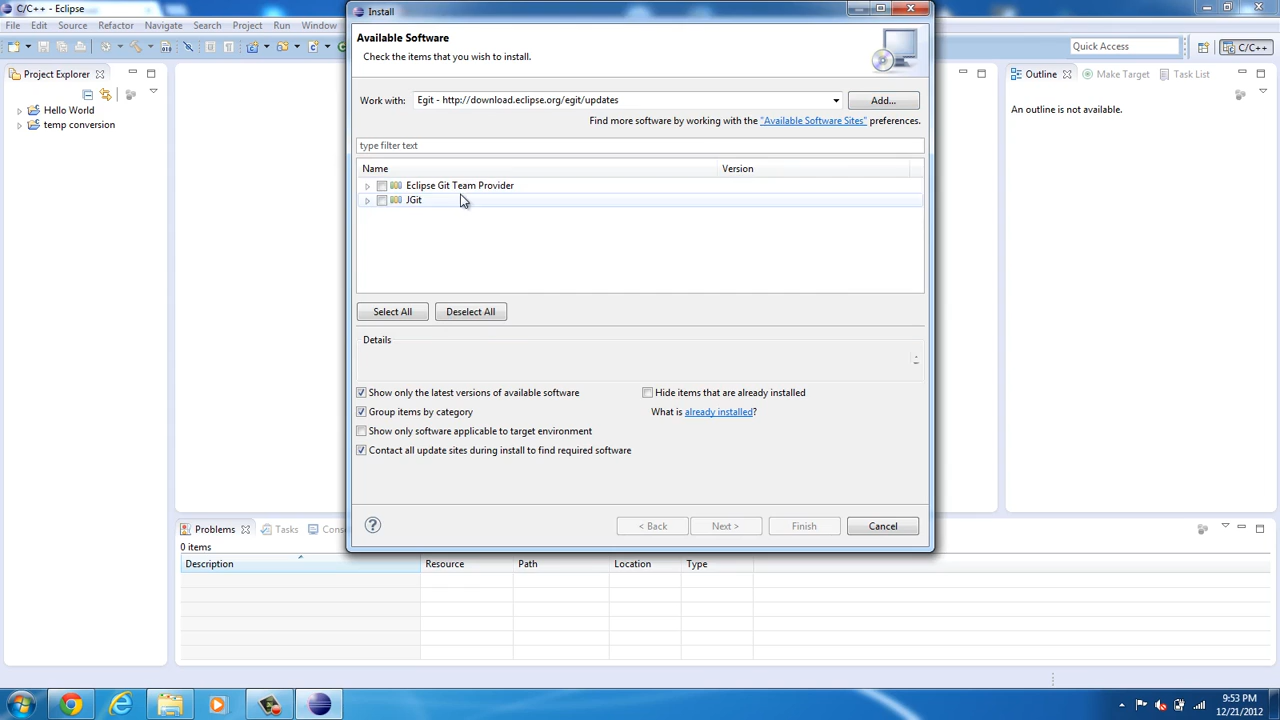 C/C++ - Eclipse
File Edit Source Refactor Navigate Search Project Run Window
Quick Access
C/C++
Project Explorer
Hello World
temp conversion
Install
Available Software
Check the items that you wish to install.
Work with: Egit - http://download.eclipse.org/egit/updates Add...
Find more software by working with the "Available Software Sites" preferences.
type filter text
Name Version
Eclipse Git Team Provider
JGit
Select All Deselect All
Details
Show only the latest versions of available software Hide items that are already installed
Group items by category What is already installed?
Show only software applicable to target environment
Contact all update sites during install to find required software
? < Back Next > Finish Cancel
Outline Make Target Task List
An outline is not available.
Problems Tasks Cons
0 items
Description Resource Path Location Type
9:53 PM
12/21/2012